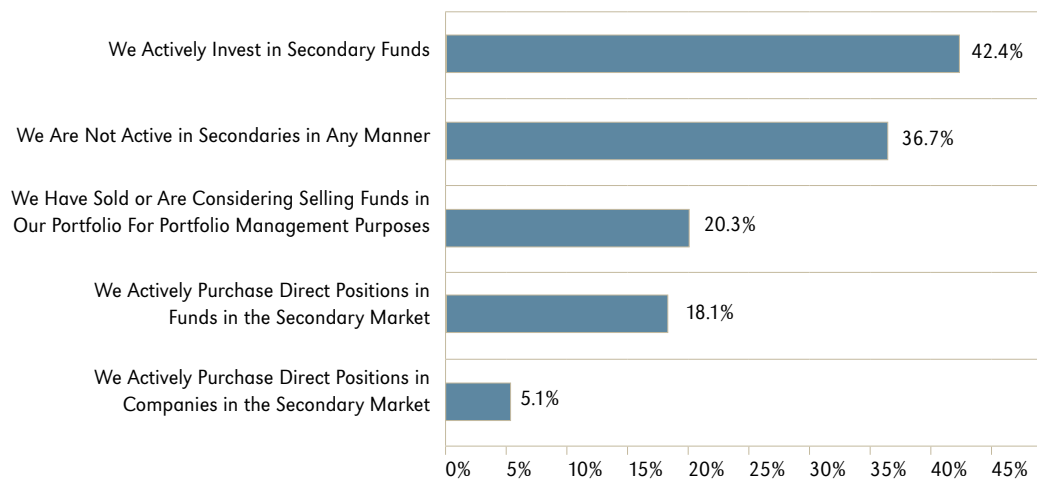 We Actively Invest in Secondary Funds
42.4%
We Are Not Active in Secondaries in Any Manner
36.7%
We Have Sold or Are Considering Selling Funds in
Our Portfolio For Portfolio Management Purposes
20.3%
We Actively Purchase Direct Positions in
Funds in the Secondary Market
18.1%
We Actively Purchase Direct Positions in
Companies in the Secondary Market
5.1%
0% 5% 10% 15% 20% 25% 30% 35% 40% 45%